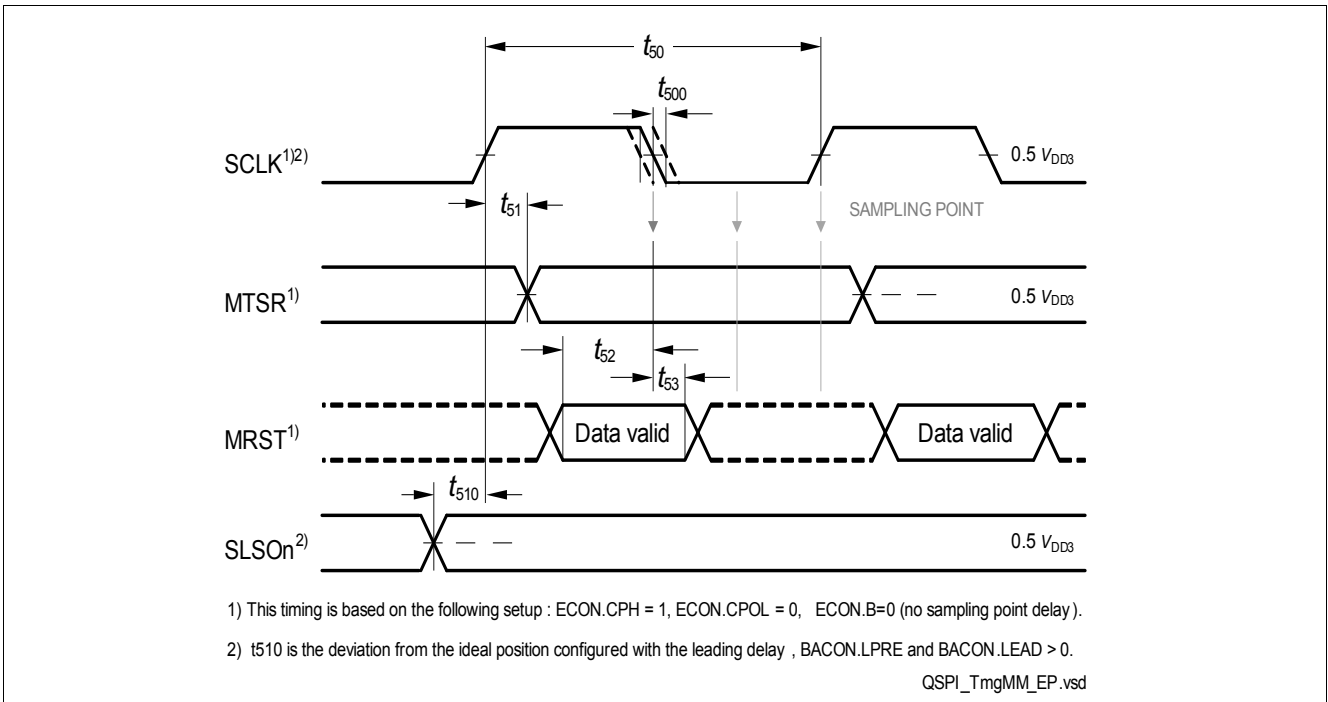 t50
t500
SCLK1)2)
0.5 VDD3
t51
SAMPLING POINT
MTSR1)
0.5 VDD3
t52
t53
MRST1)
Data valid
Data valid
t510
SLSOn2)
0.5 VDD3
1) This timing is based on the following setup : ECON.CPH = 1, ECON.CPOL = 0, ECON.B=0 (no sampling point delay).
2) t510 is the deviation from the ideal position configured with the leading delay , BACON.LPRE and BACON.LEAD > 0.
QSPI_TmgMM_EP.vsd